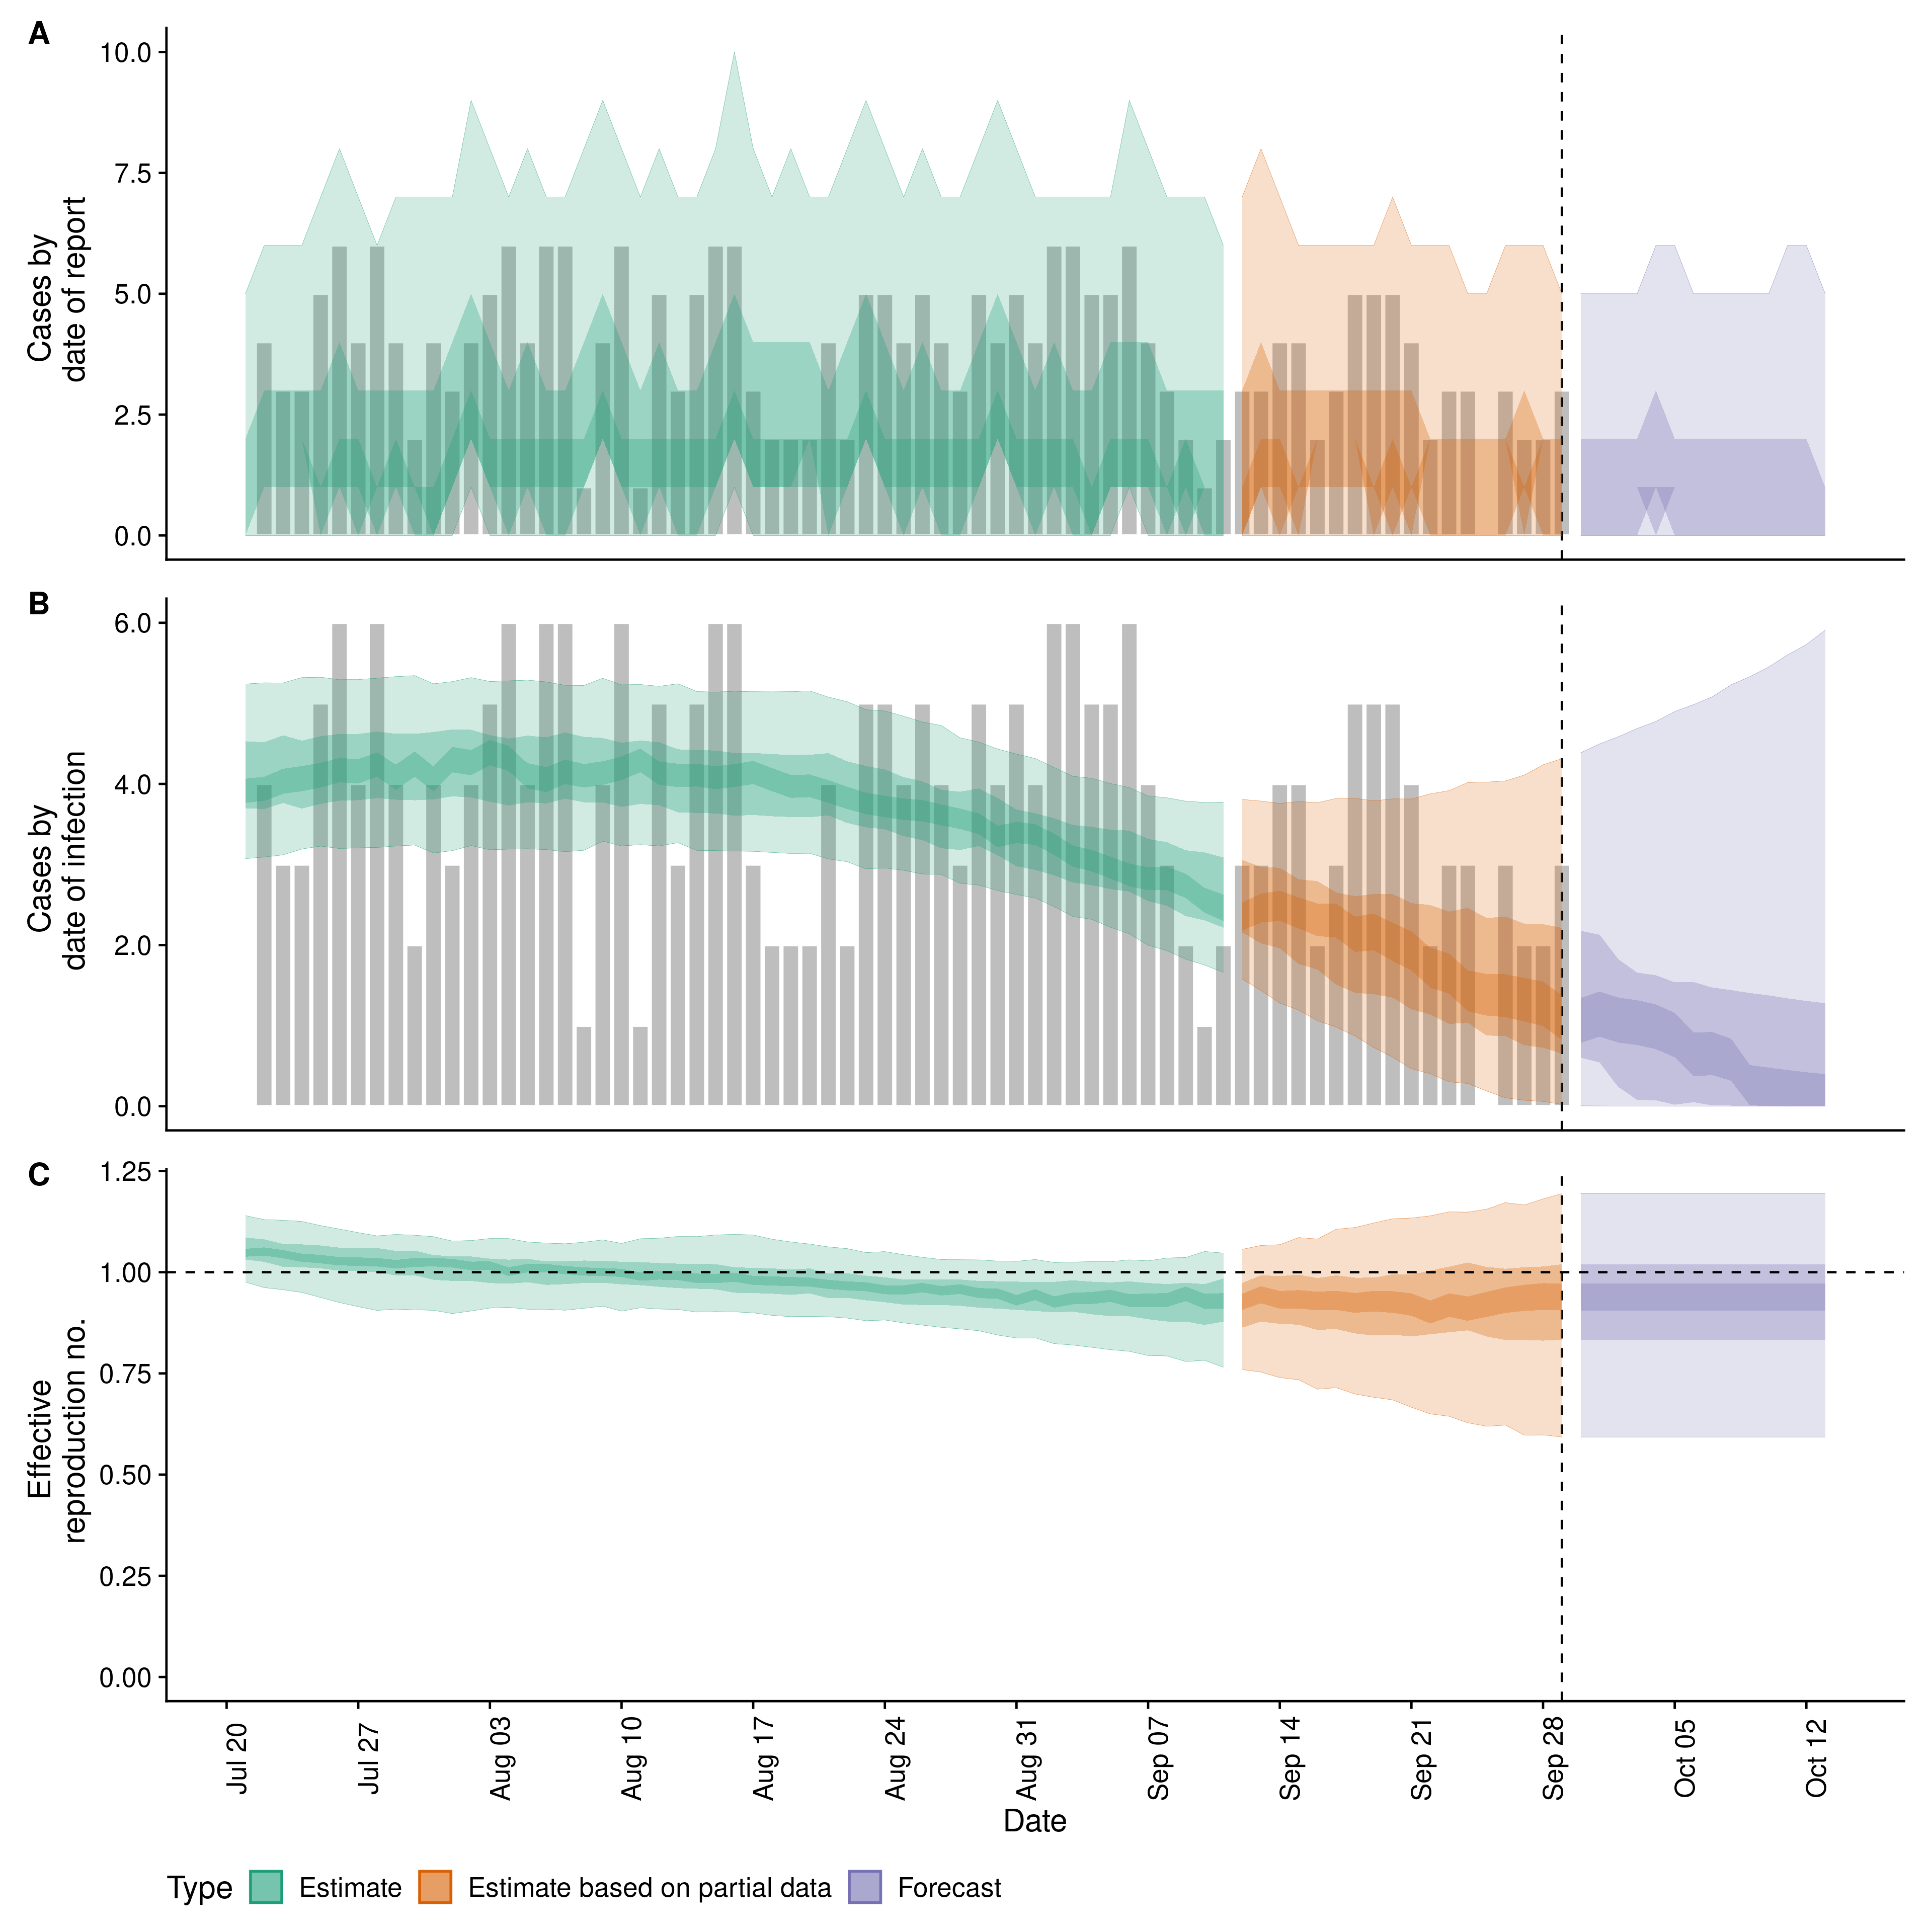 A
Cases by
date of report
10.0
7.5
5.0
2.5
0.0
B
Cases by
date of infection
6.0
4.0
2.0
0.0
C
Effective
reproduction no.
1.25
1.00
0.75
0.50
0.25
0.00
Jul 20
Jul 27
Aug 03
Aug 10
Aug 17
Aug 24
Aug 31
Sep 07
Sep 14
Sep 21
Sep 28
Oct 05
Oct 12
Date
Type Estimate Estimate based on partial data Forecast